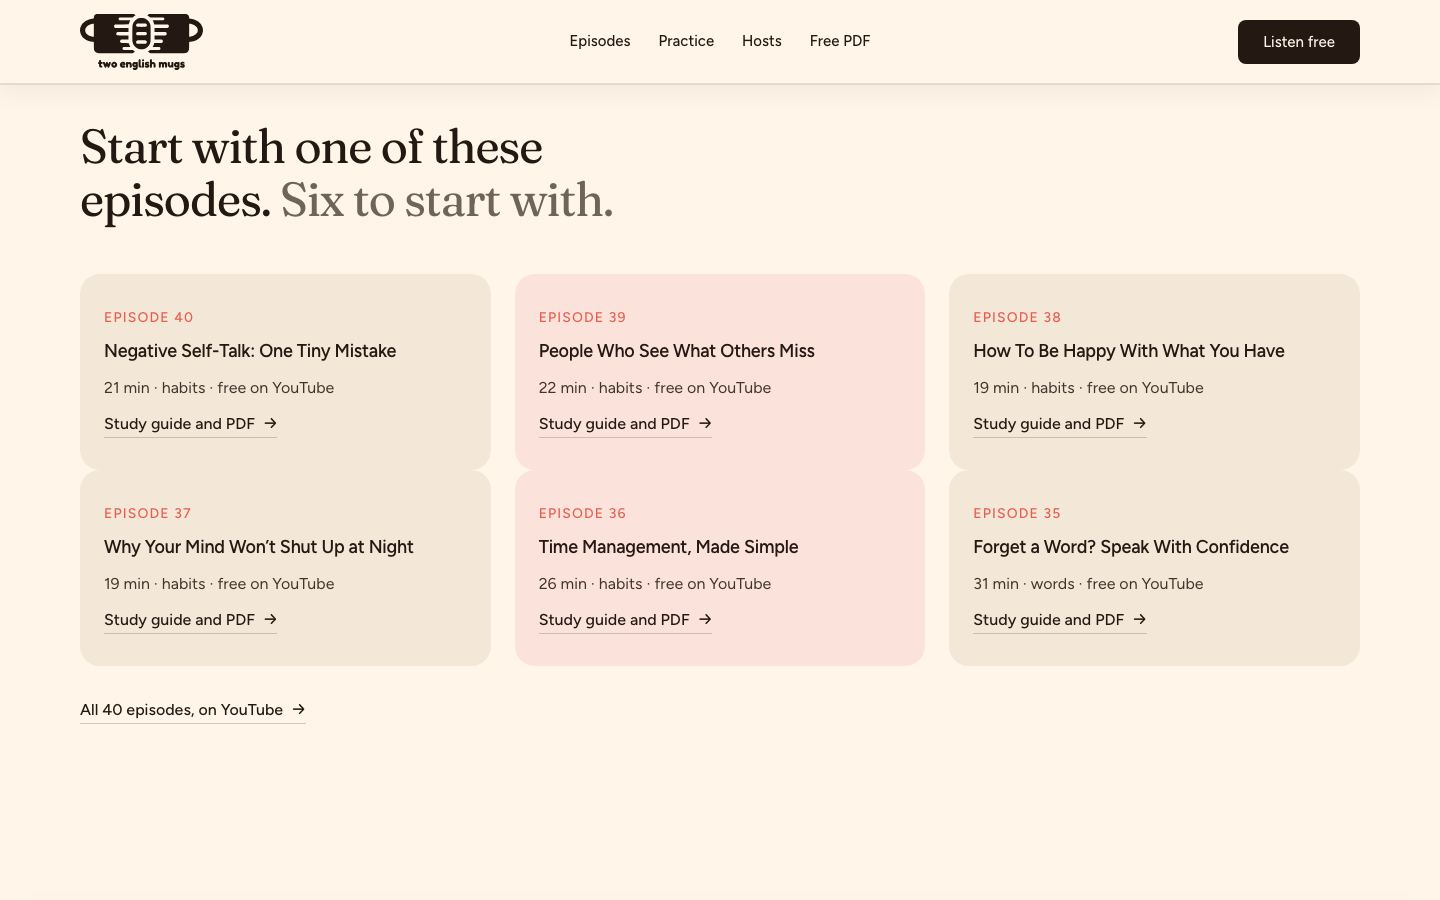 two english mugs
Episodes
Practice
Hosts
Free PDF
Listen free
Start with one of these
episodes. Six to start with.
EPISODE 40
Negative Self-Talk: One Tiny Mistake
21 min · habits · free on YouTube
Study guide and PDF →
EPISODE 39
People Who See What Others Miss
22 min · habits · free on YouTube
Study guide and PDF →
EPISODE 38
How To Be Happy With What You Have
19 min · habits · free on YouTube
Study guide and PDF →
EPISODE 37
Why Your Mind Won’t Shut Up at Night
19 min · habits · free on YouTube
Study guide and PDF →
EPISODE 36
Time Management, Made Simple
26 min · habits · free on YouTube
Study guide and PDF →
EPISODE 35
Forget a Word? Speak With Confidence
31 min · words · free on YouTube
Study guide and PDF →
All 40 episodes, on YouTube →